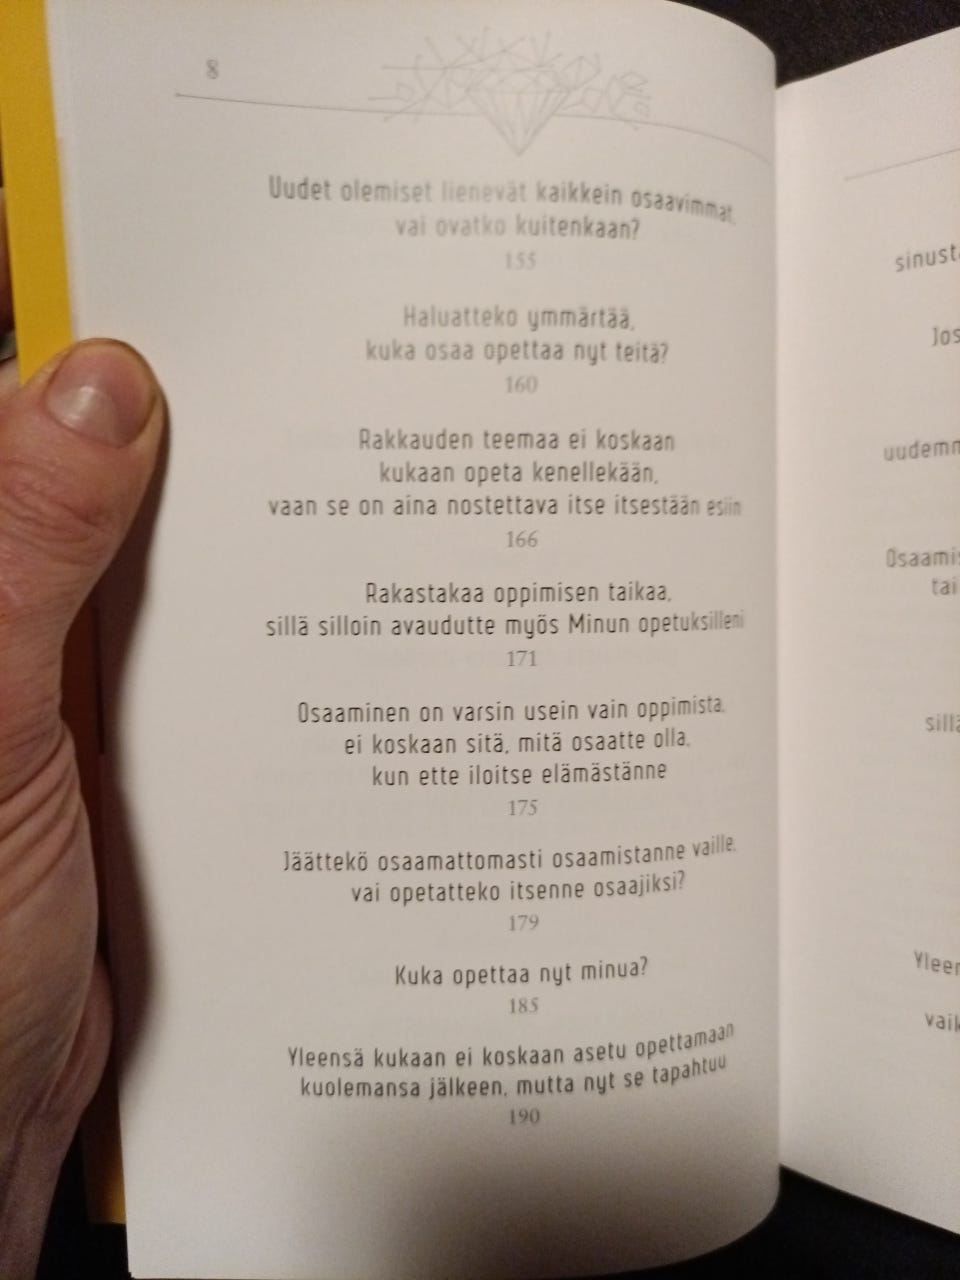 8
Uudet olemiset lienevät kaikkein osaavimmat,
vai ovatko kuitenkaan?
155
Haluatteko ymmärtää,
kuka osaa opettaa nyt teitä?
160
Rakkauden teemaa ei koskaan
kukaan opeta kenellekään,
vaan se on aina nostettava itse itsestään esiin
166
Rakastakaa oppimisen taikaa,
sillä silloin avaudutte myös Minun opetuksilleni
171
Osaaminen on varsin usein vain oppimista,
ei koskaan sitä, mitä osaatte olla,
kun ette iloitse elämästänne
175
Jäättekö osaamattomasti osaamistanne vaille,
vai opetatteko itsenne osaajiksi?
179
Kuka opettaa nyt minua?
185
Yleensä kukaan ei koskaan asetu opettamaan
kuolemansa jälkeen, mutta nyt se tapahtuu
190
sinusta
Jos
uudemm
Osaamis
tai
sillä
Yleen
vaik